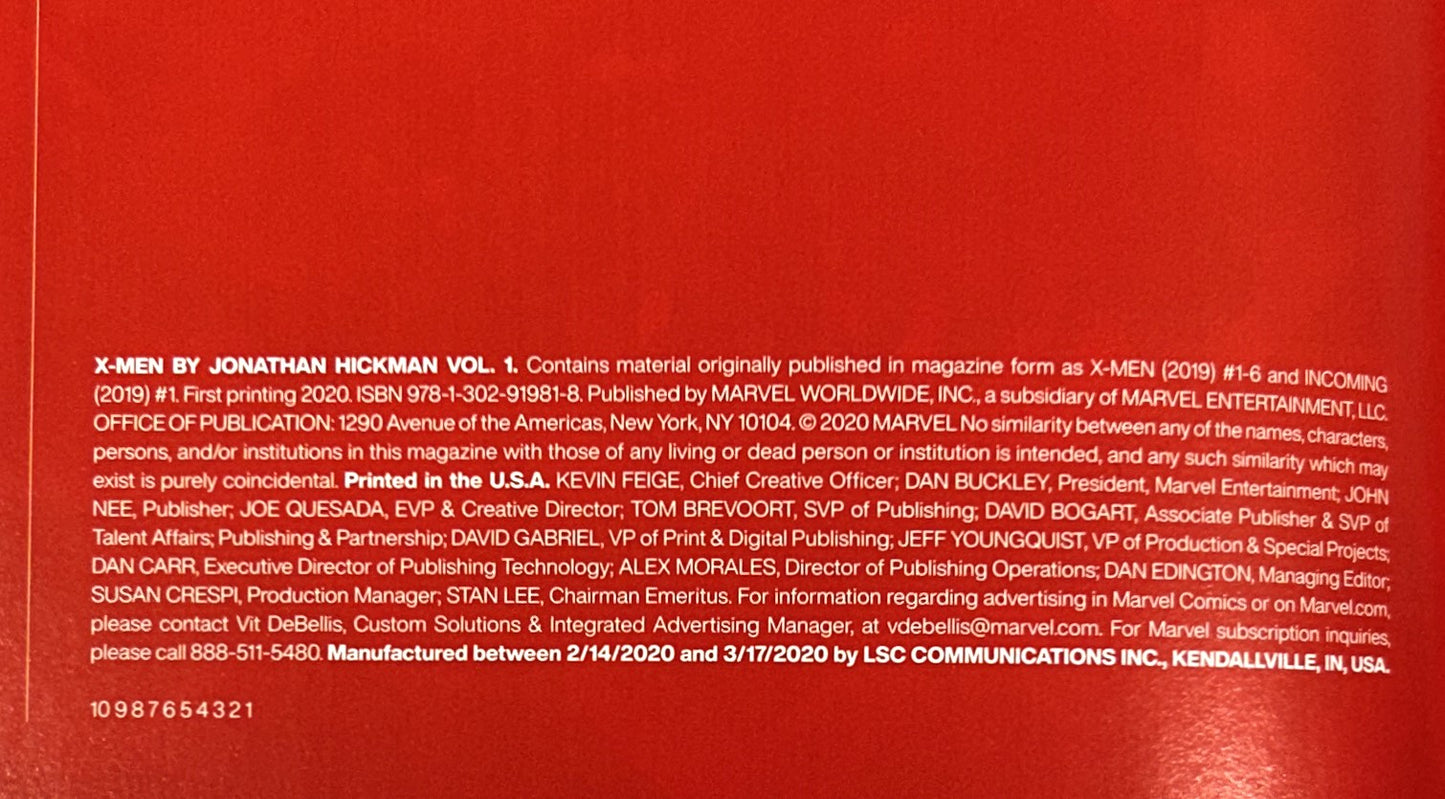 X-MEN BY JONATHAN HICKMAN VOL. 1. Contains material originally published in magazine form as X-MEN (2019) #1-6 and INCOMING
(2019) #1. First printing 2020. ISBN 978-1-302-91981-8. Published by MARVEL WORLDWIDE, INC., a subsidiary of MARVEL ENTERTAINMENT, LLC.
OFFICE OF PUBLICATION: 1290 Avenue of the Americas, New York, NY 10104. © 2020 MARVEL No similarity between any of the names, characters,
persons, and/or institutions in this magazine with those of any living or dead person or institution is intended, and any such similarity which may
exist is purely coincidental. Printed in the U.S.A. KEVIN FEIGE, Chief Creative Officer; DAN BUCKLEY, President, Marvel Entertainment; JOHN
NEE, Publisher; JOE QUESADA, EVP & Creative Director; TOM BREVOORT, SVP of Publishing; DAVID BOGART, Associate Publisher & SVP of
Talent Affairs; Publishing & Partnership; DAVID GABRIEL, VP of Print & Digital Publishing; JEFF YOUNGQUIST, VP of Production & Special Projects;
DAN CARR, Executive Director of Publishing Technology; ALEX MORALES, Director of Publishing Operations; DAN EDINGTON, Managing Editor;
SUSAN CRESPI, Production Manager; STAN LEE, Chairman Emeritus. For information regarding advertising in Marvel Comics or on Marvel.com,
please contact Vit DeBellis, Custom Solutions & Integrated Advertising Manager, at vdebellis@marvel.com. For Marvel subscription inquiries,
please call 888-511-5480. Manufactured between 2/14/2020 and 3/17/2020 by LSC COMMUNICATIONS INC., KENDALLVILLE, IN, USA.
10 9 8 7 6 5 4 3 2 1